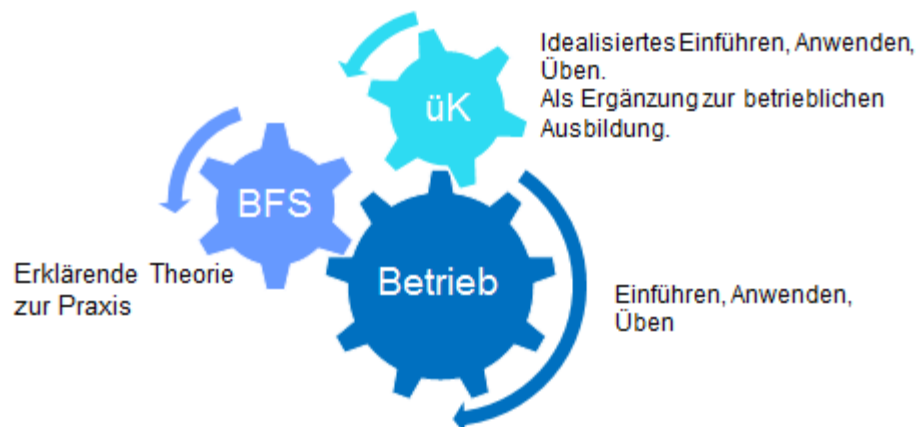 Idealisiertes Einführen, Anwenden,
Üben.
Als Ergänzung zur betrieblichen
Ausbildung.
üK
BFS
Betrieb
Erklärende Theorie
zur Praxis
Einführen, Anwenden,
Üben